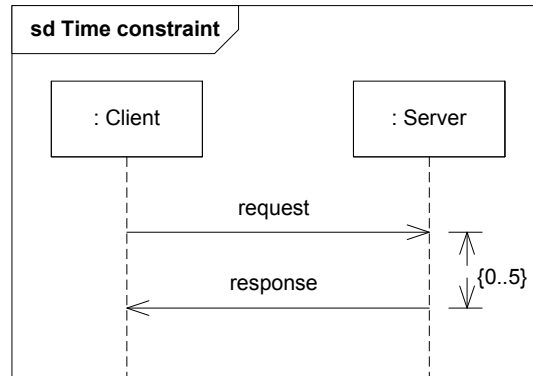 sd Time constraint
: Client
: Server
request
response
{0..5}